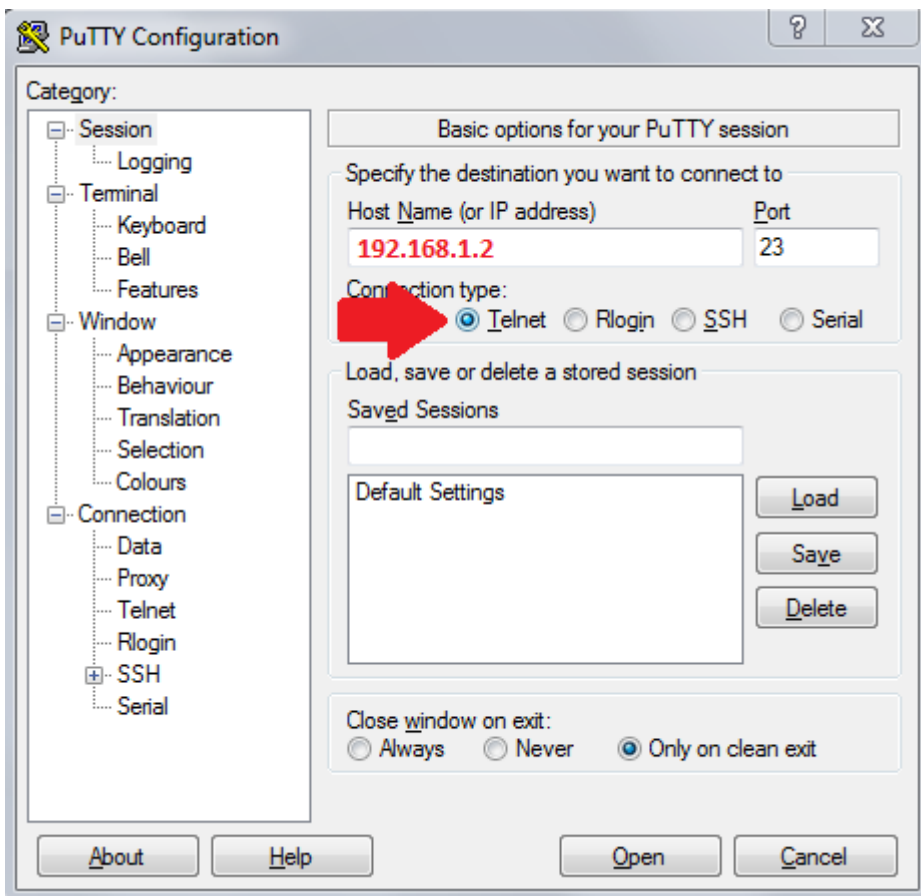 PuTTY Configuration
?
Category:
Session
Logging
Terminal
Keyboard
Bell
Features
Window
Appearance
Behaviour
Translation
Selection
Colours
Connection
Data
Proxy
Telnet
Rlogin
SSH
Serial
Basic options for your PuTTY session
Specify the destination you want to connect to
Host Name (or IP address) Port
192.168.1.2 23
Connection type:
Telnet Rlogin SSH Serial
Load, save or delete a stored session
Saved Sessions
Default Settings
Load
Save
Delete
Close window on exit:
Always Never Only on clean exit
About Help Open Cancel